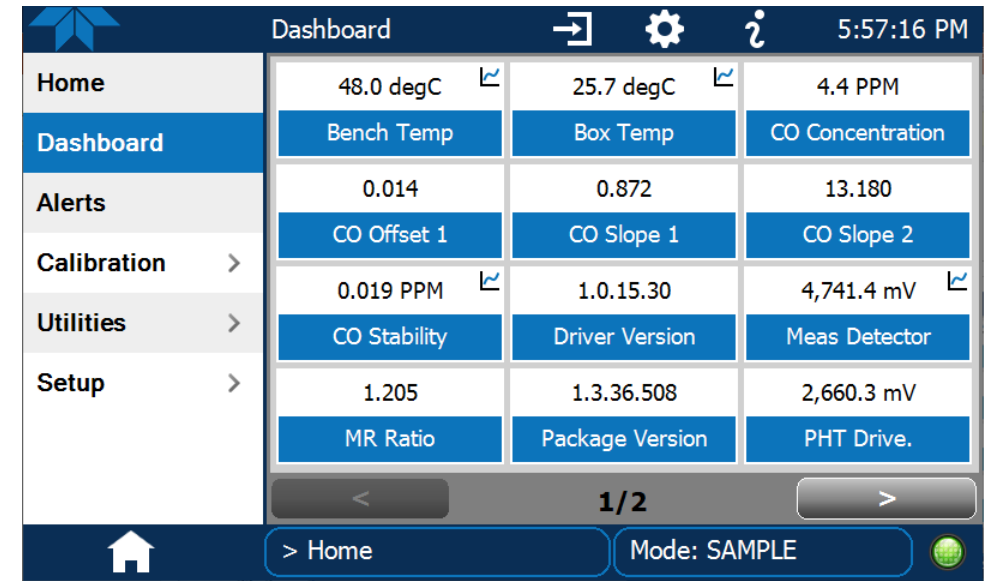 Dashboard 5:57:16 PM
Home
Dashboard
Alerts
Calibration >
Utilities >
Setup >
48.0 degC 25.7 degC 4.4 PPM
Bench Temp Box Temp CO Concentration
0.014 0.872 13.180
CO Offset 1 CO Slope 1 CO Slope 2
0.019 PPM 1.0.15.30 4,741.4 mV
CO Stability Driver Version Meas Detector
1.205 1.3.36.508 2,660.3 mV
MR Ratio Package Version PHT Drive.
< 1/2 >
> Home Mode: SAMPLE